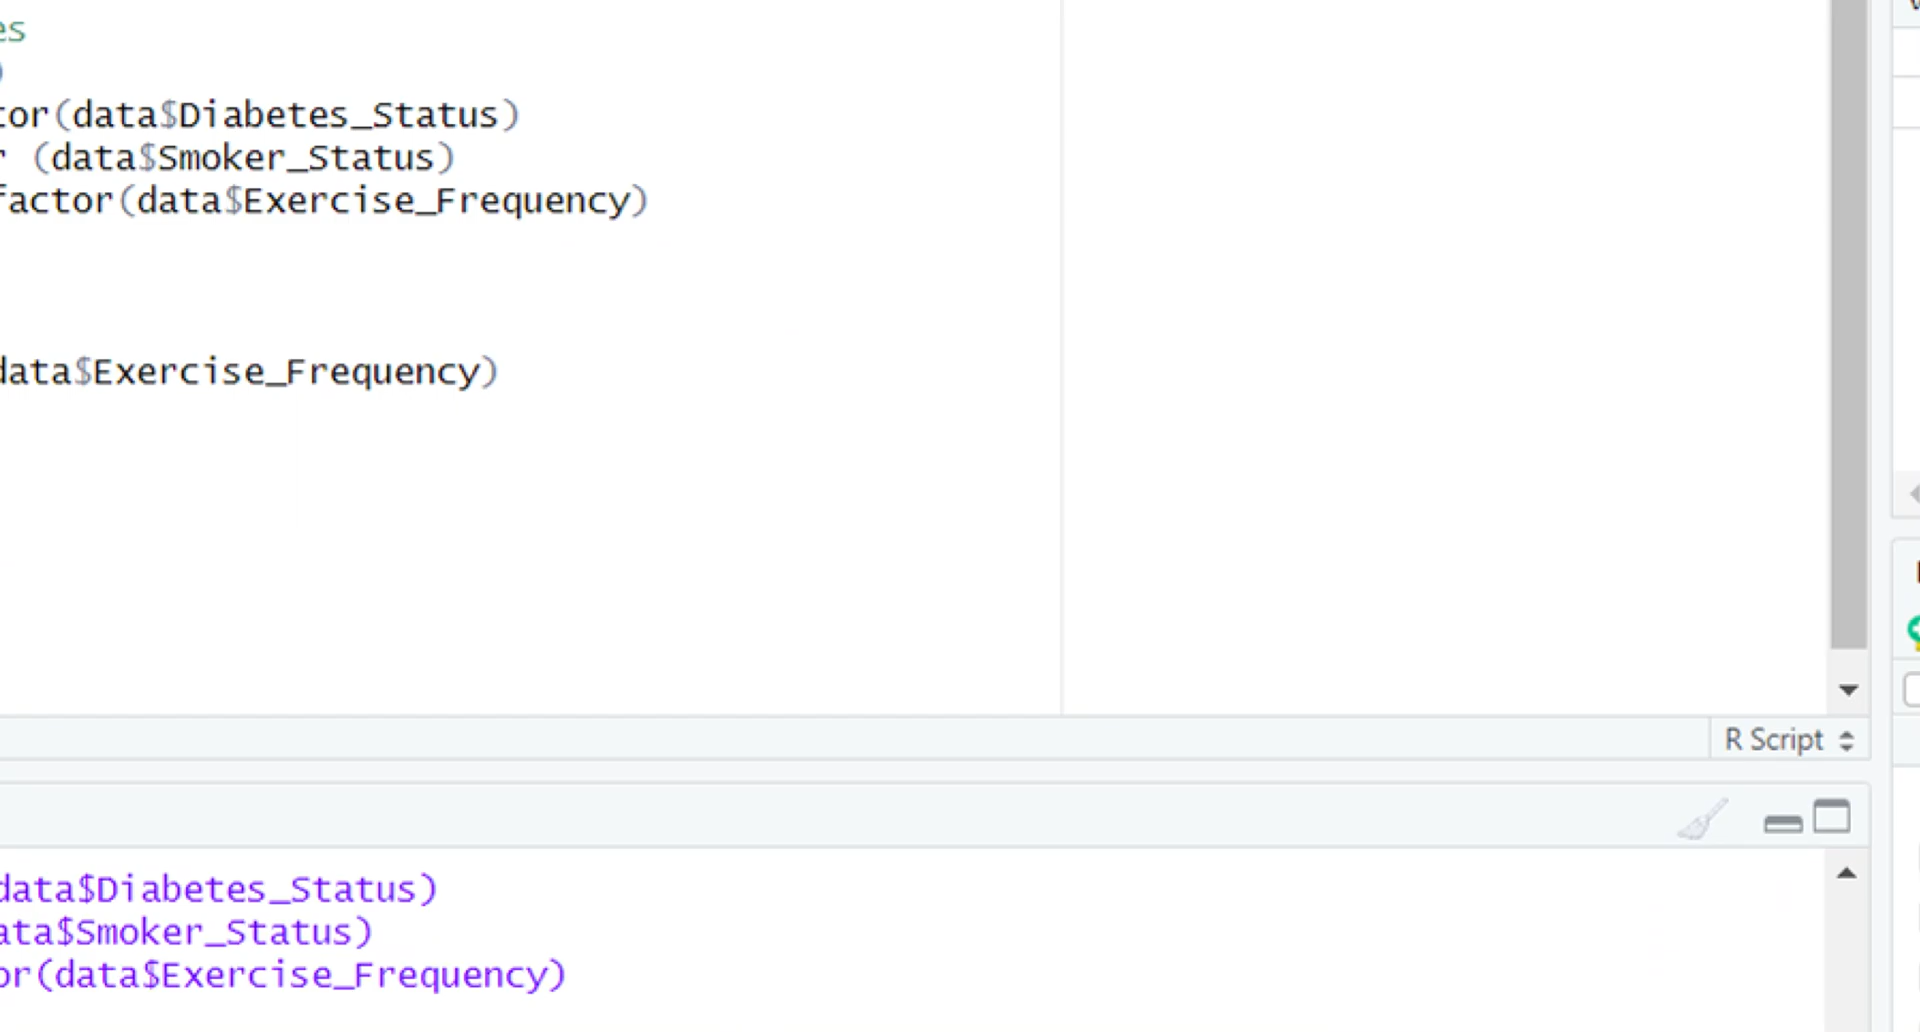 es
)
tor(data$Diabetes_Status)
r (data$Smoker_Status)
factor(data$Exercise_Frequency)
data$Exercise_Frequency)
R Script
data$Diabetes_Status)
ata$Smoker_Status)
or(data$Exercise_Frequency)